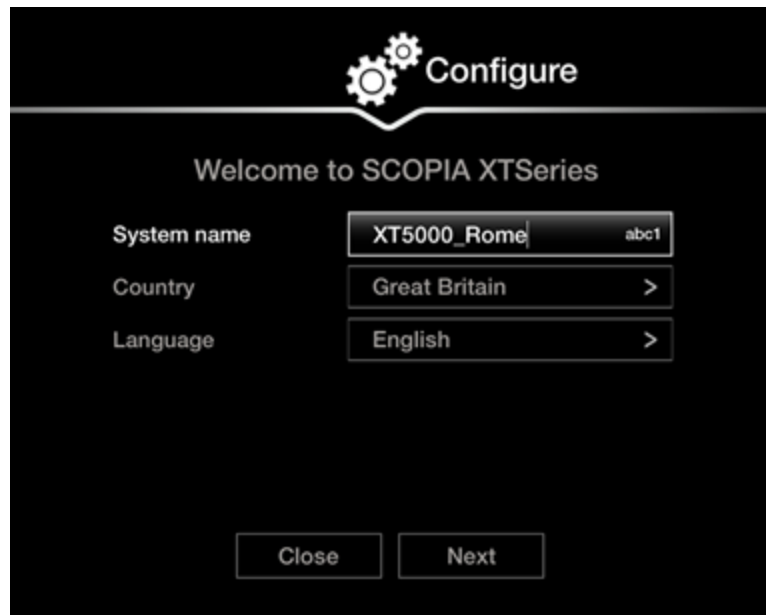 Configure
Welcome to SCOPIA XTSeries
System name XT5000_Rome abc1
Country Great Britain >
Language English >
Close Next